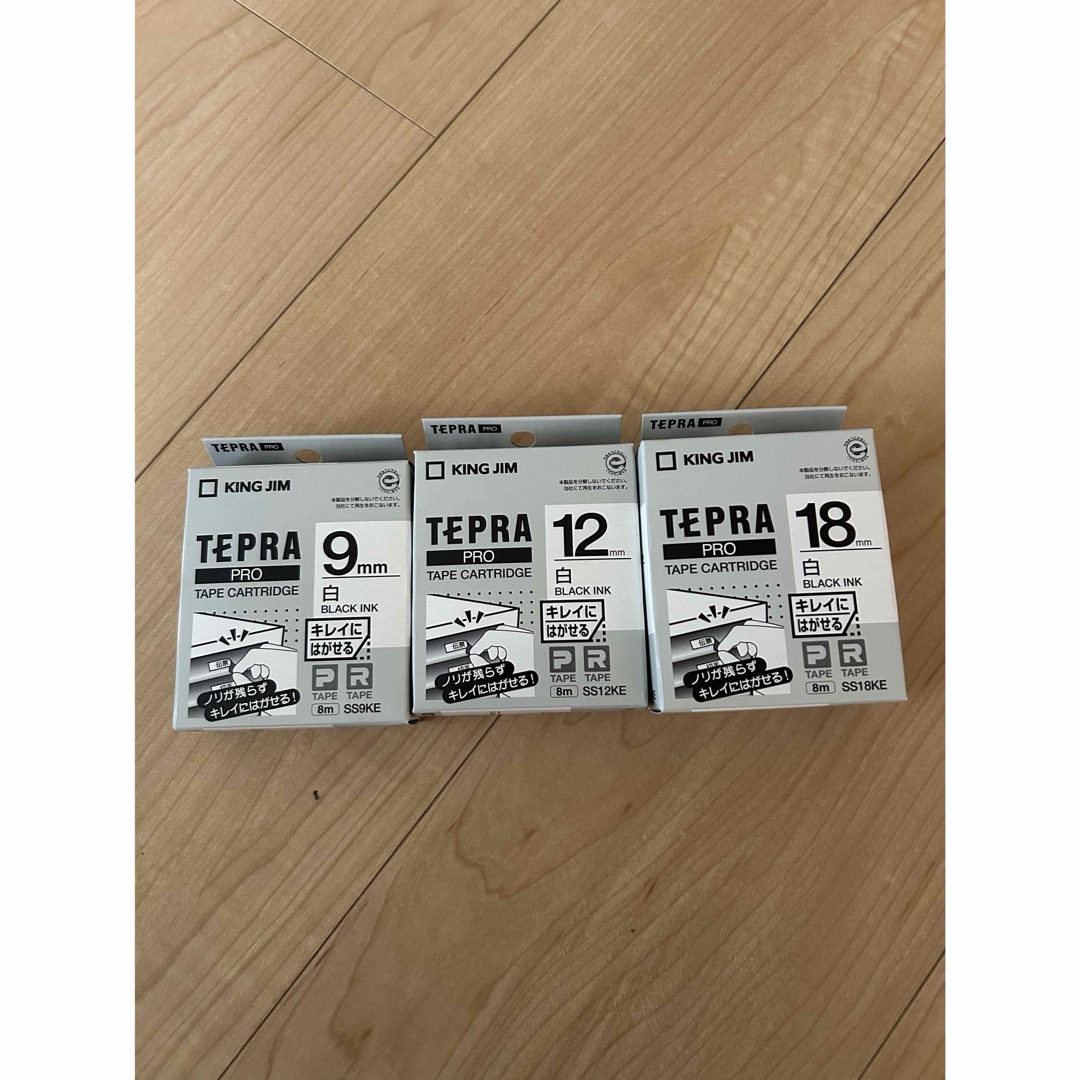 TEPRA PRO
KING JIM
本製品を分解しないでください。
当社にて再生をおこないます。
TEPRA
PRO
TAPE CARTRIDGE
9mm
白
BLACK INK
キレイに
はがせる
伝票
ノリが残らず
キレイにはがせる!
P R
TAPE TAPE
8m SS9KE
TEPRA PRO
KING JIM
本製品を分解しないでください。
当社にて再生をおこないます。
TEPRA
PRO
TAPE CARTRIDGE
12mm
白
BLACK INK
キレイに
はがせる
伝票
ノリが残らず
キレイにはがせる!
P R
TAPE TAPE
8m SS12KE
TEPRA PRO
KING JIM
本製品を分解しないでください。
当社にて再生をおこないます。
TEPRA
PRO
TAPE CARTRIDGE
18mm
白
BLACK INK
キレイに
はがせる
伝票
ノリが残らず
キレイにはがせる!
P R
TAPE TAPE
8m SS18KE